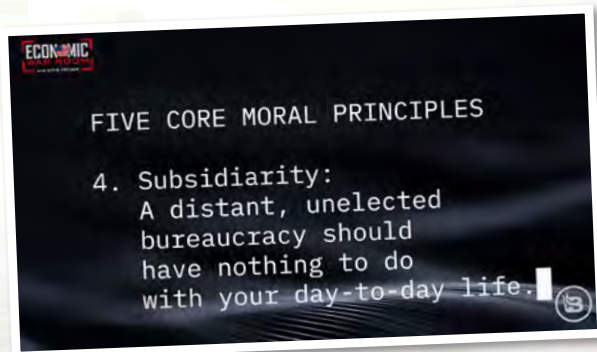 ECONOMIC
WAR ROOM
FIVE CORE MORAL PRINCIPLES
4. Subsidiarity:
A distant, unelected
bureaucracy should
have nothing to do
with your day-to-day life.
B